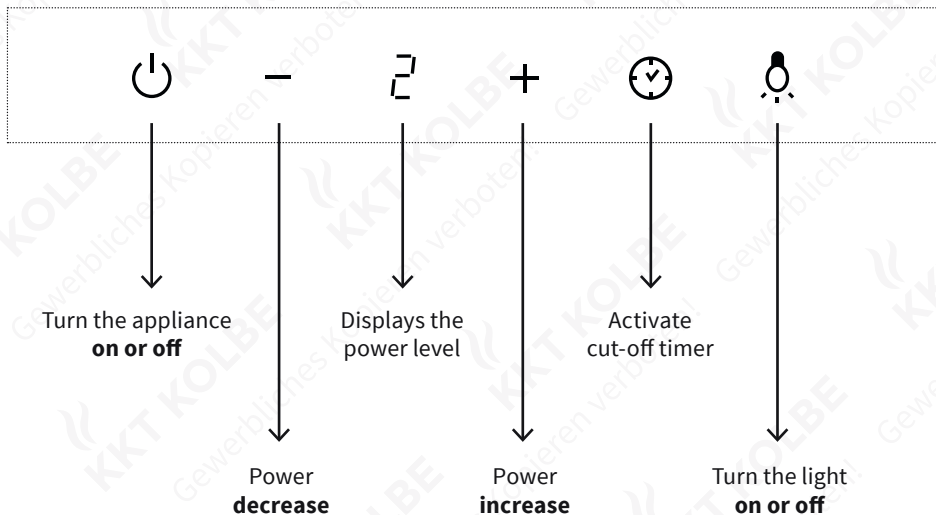 2
Turn the appliance
on or off
Displays the
power level
Activate
cut-off timer
Power
decrease
Power
increase
Turn the light
on or off
KKT KOLBE
Gewerbliches Kopieren verboten!